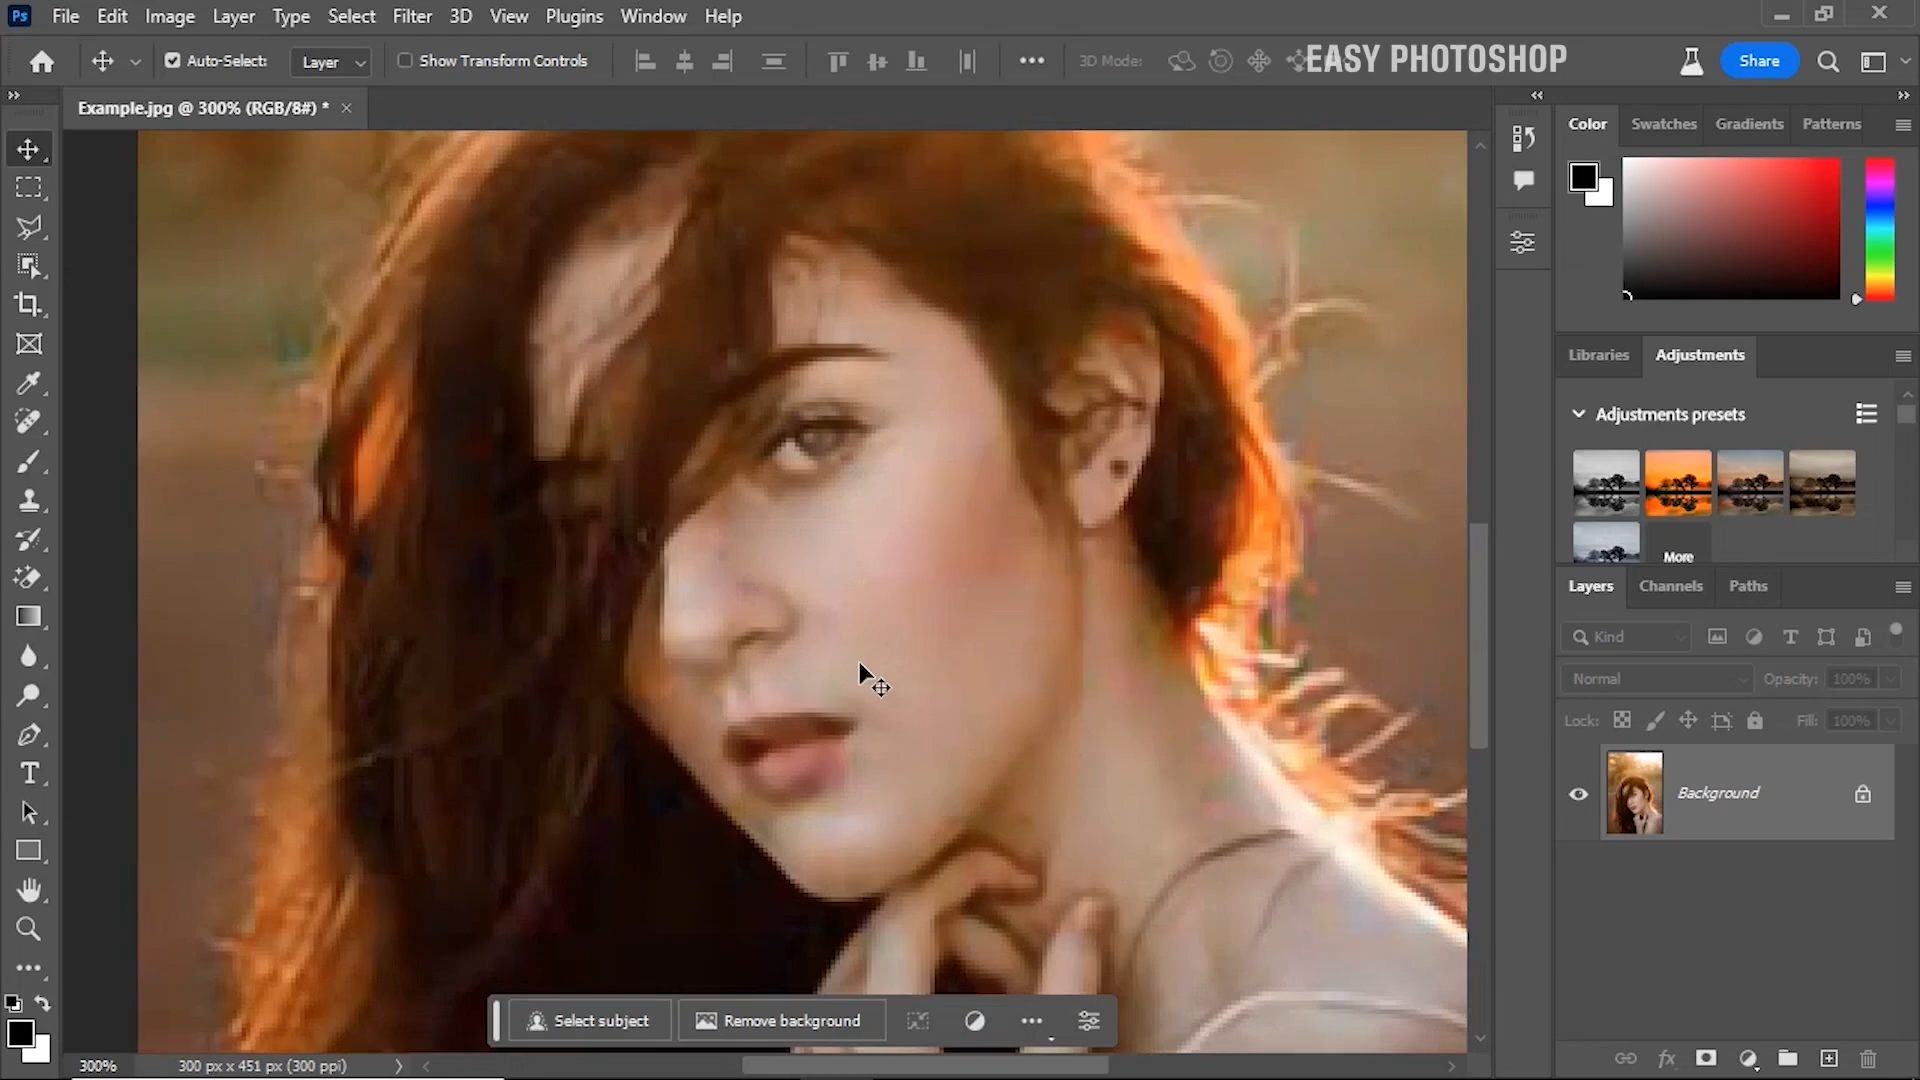 Ps File Edit Image Layer Type Select Filter 3D View Plugins Window Help
Auto-Select: Layer Show Transform Controls 3D Mode: EASY PHOTOSHOP Share
Example.jpg @ 300% (RGB/8#) *
Color Swatches Gradients Patterns
Libraries Adjustments
Adjustments presets
More
Layers Channels Paths
Kind
Normal Opacity: 100%
Lock: Fill: 100%
Background
Select subject Remove background
300% 300 px x 451 px (300 ppi)